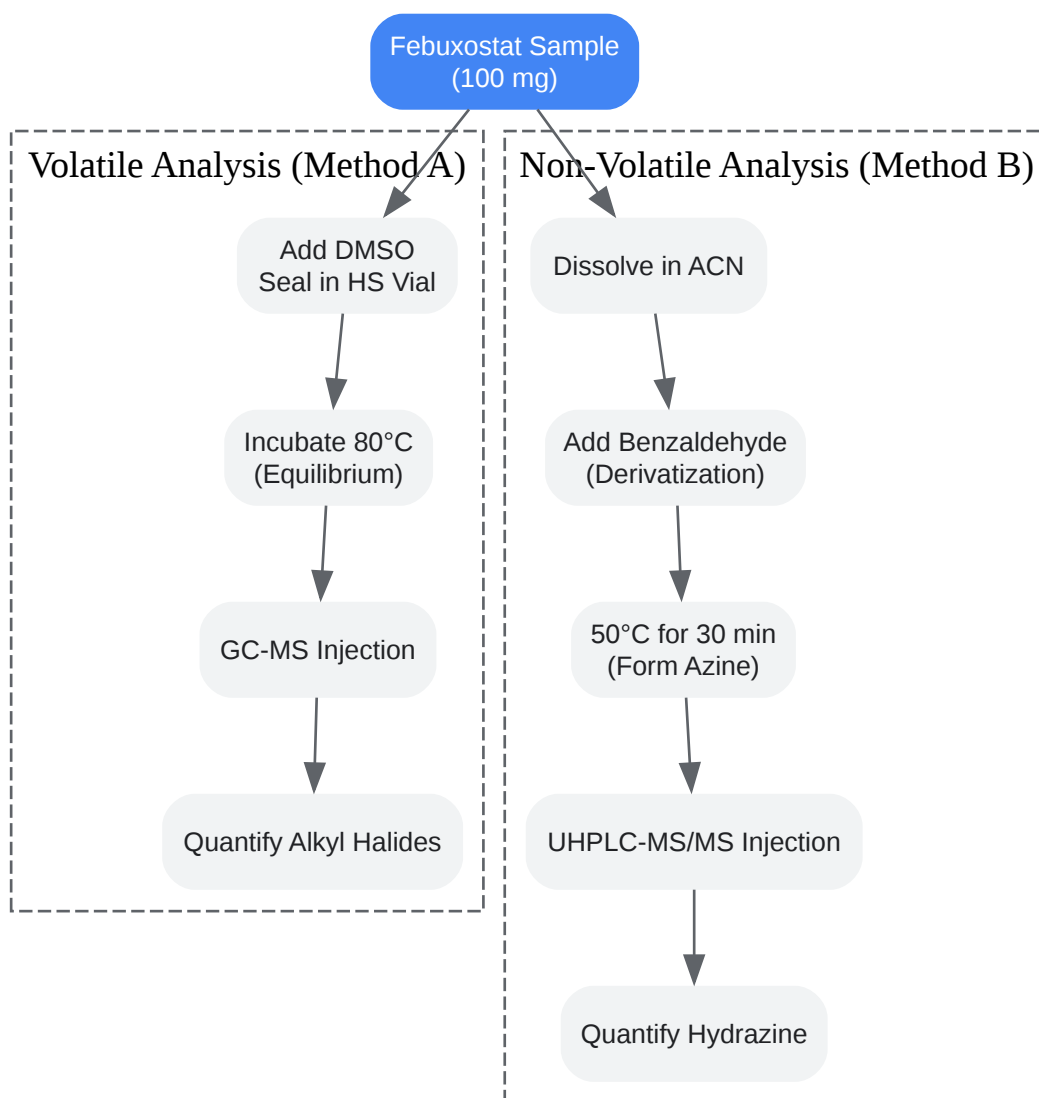 Febuxostat Sample
(100 mg)
Volatile Analysis (Method A)
Add DMSO
Seal in HS Vial
Incubate 80°C
(Equilibrium)
GC-MS Injection
Quantify Alkyl Halides
Non-Volatile Analysis (Method B)
Dissolve in ACN
Add Benzaldehyde
(Derivatization)
50°C for 30 min
(Form Azine)
UHPLC-MS/MS Injection
Quantify Hydrazine